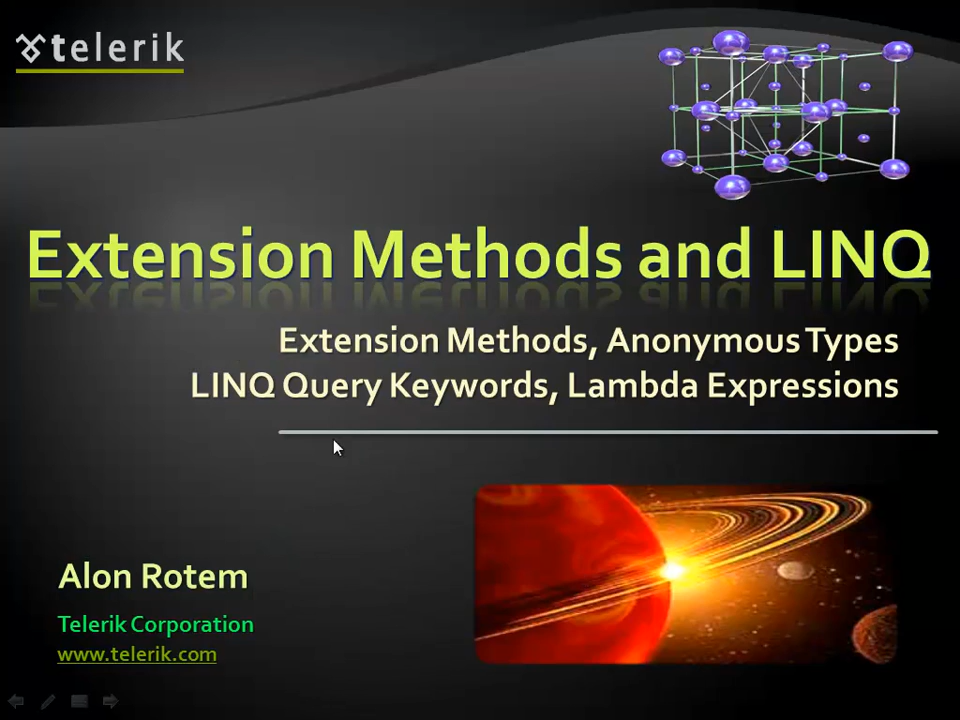 telerik
Extension Methods and LINQ
Extension Methods, Anonymous Types
LINQ Query Keywords, Lambda Expressions
Alon Rotem
Telerik Corporation
www.telerik.com